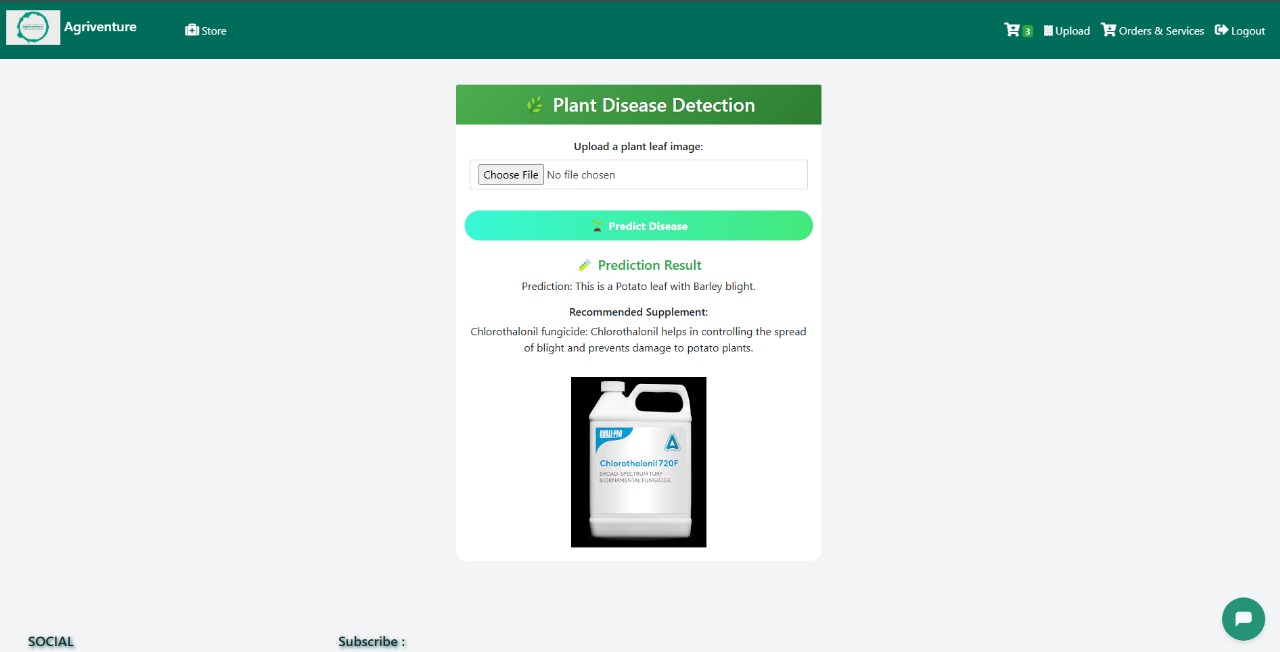 Agriventure
Store
3
Upload
Orders & Services
Logout
Plant Disease Detection
Upload a plant leaf image:
Choose File No file chosen
Predict Disease
Prediction Result
Prediction: This is a Potato leaf with Barley blight.
Recommended Supplement:
Chlorothalonil fungicide: Chlorothalonil helps in controlling the spread
of blight and prevents damage to potato plants.
Chlorothalonil 720F
BROAD-SPECTRUM TURF
& ORNAMENTAL FUNGICIDE
SOCIAL
Subscribe :